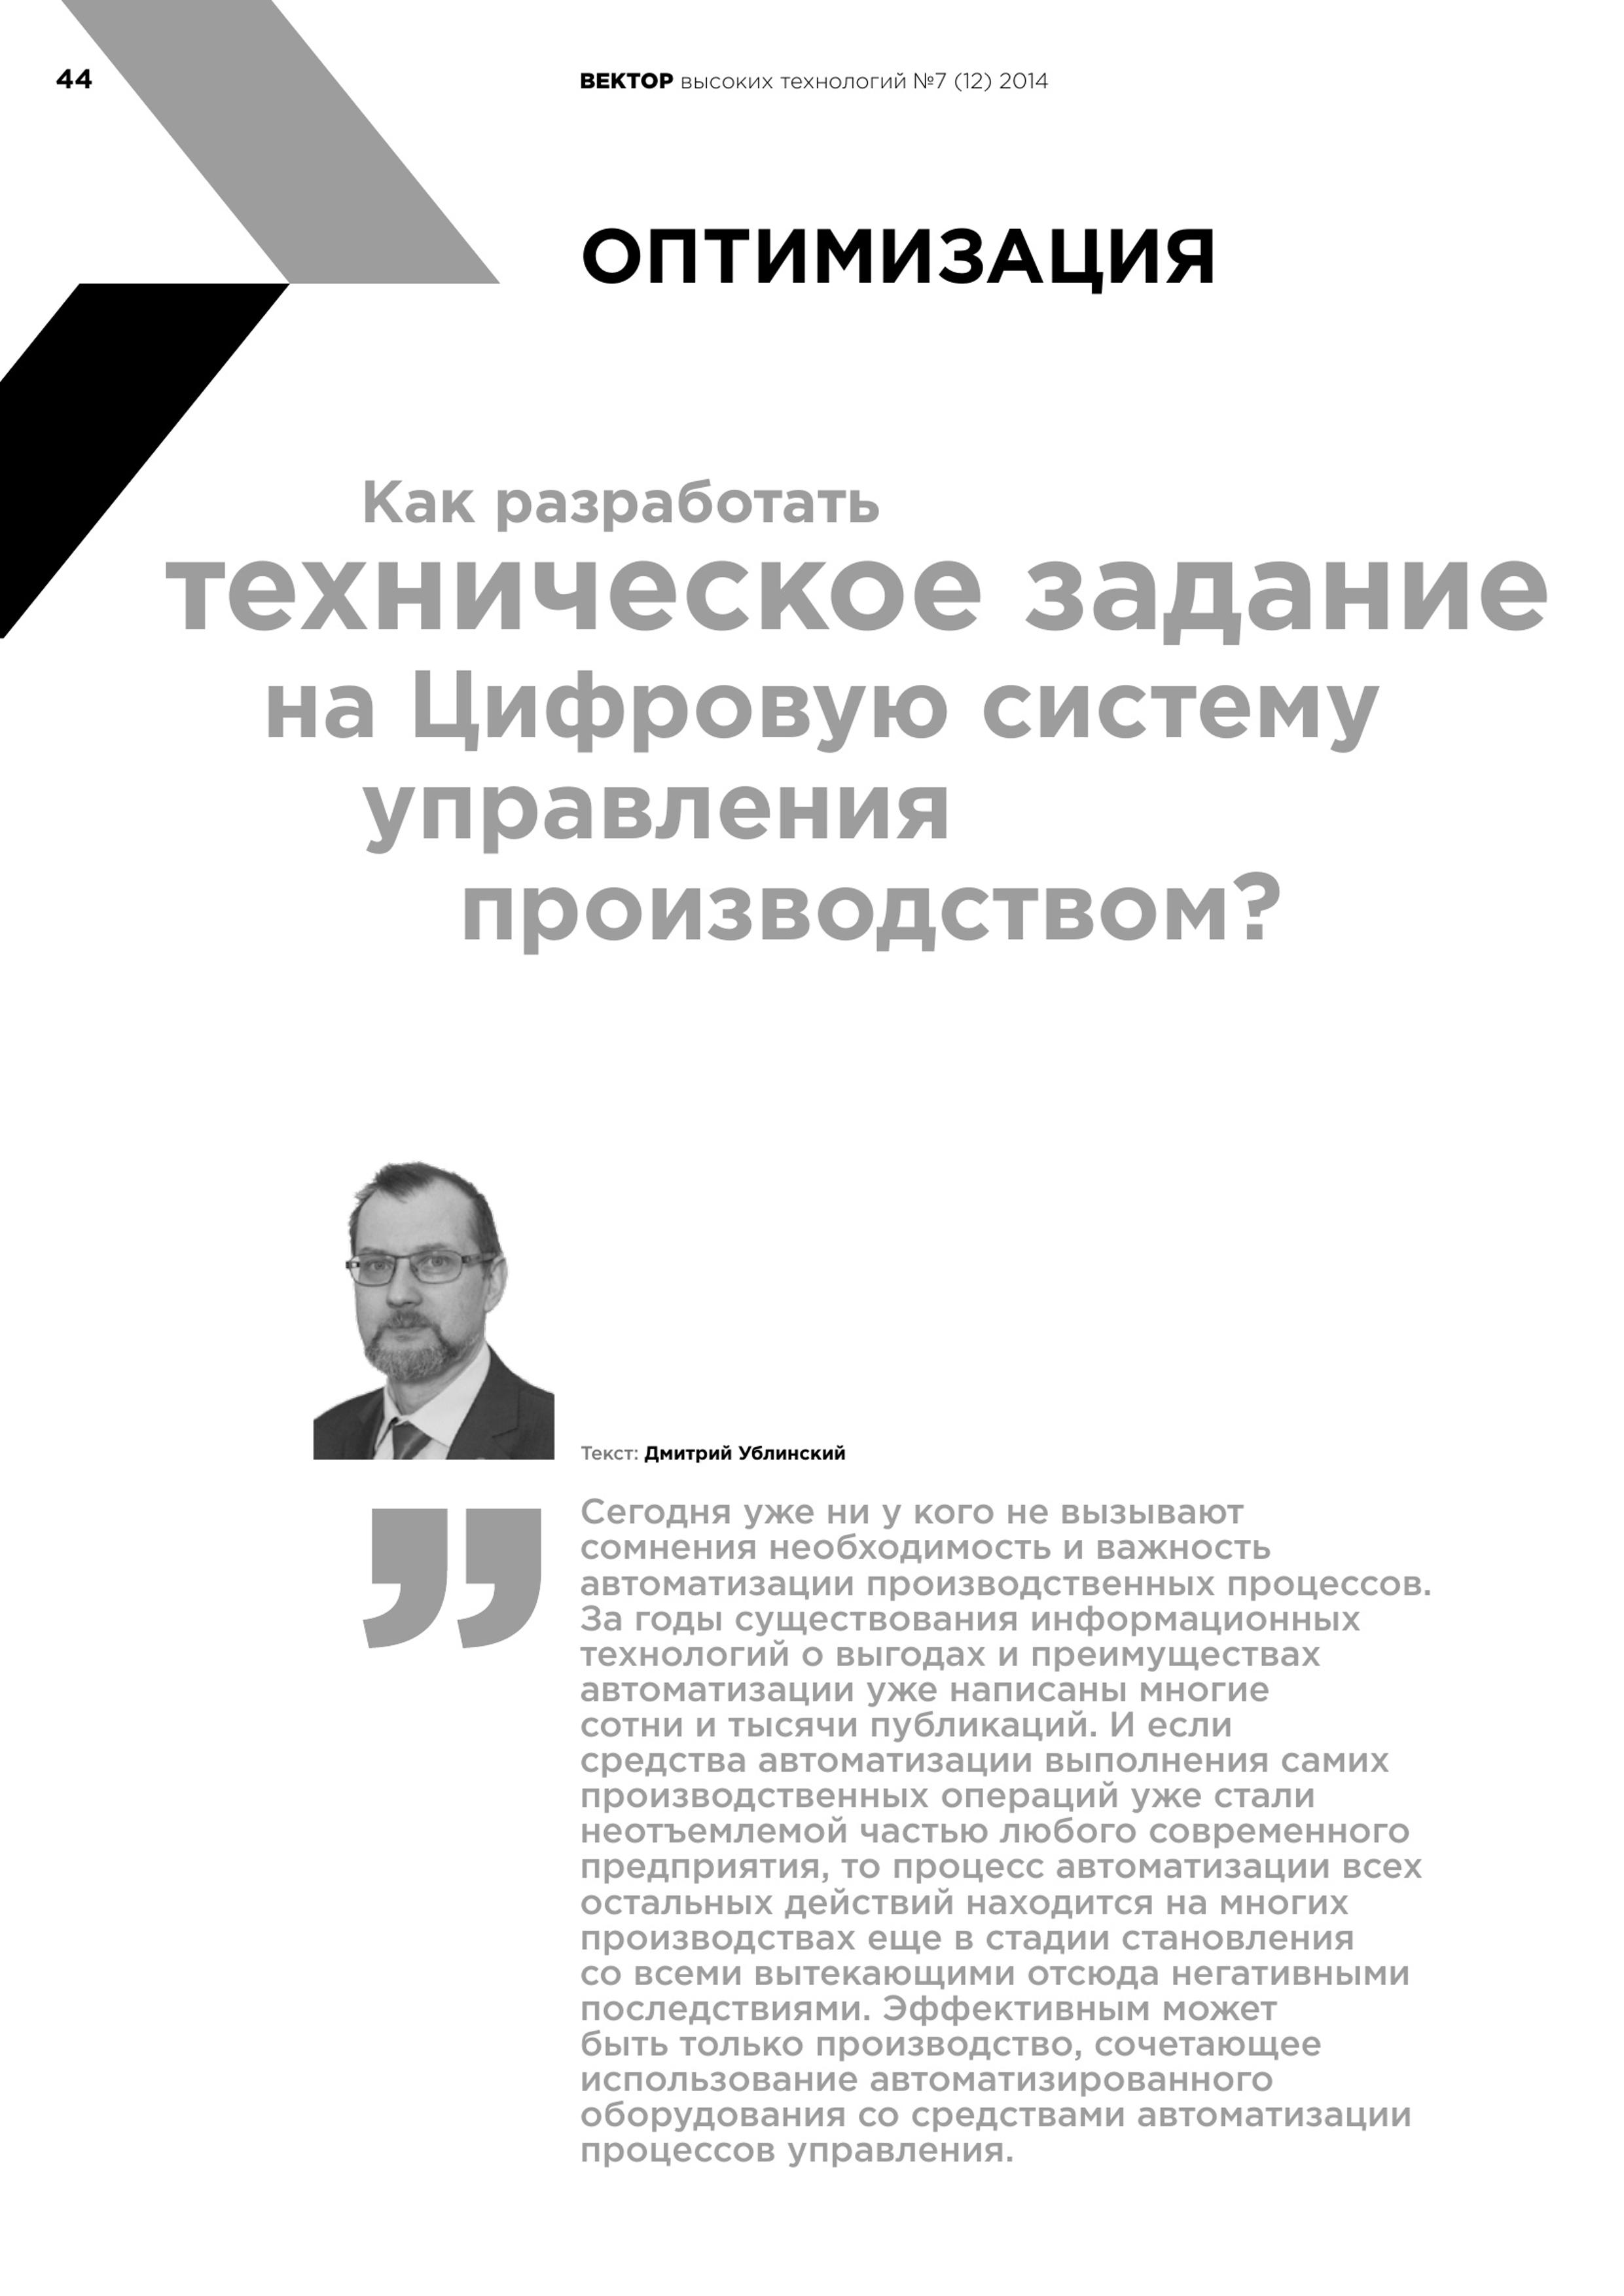 44
ВЕКТОР высоких технологий №7 (12) 2014
ОПТИМИЗАЦИЯ
Как разработать
техническое задание
на Цифровую систему
управления
производством?
Текст: Дмитрий Ублинский
”
Сегодня уже ни у кого не вызывают
сомнения необходимость и важность
автоматизации производственных процессов.
За годы существования информационных
технологий о выгодах и преимуществах
автоматизации уже написаны многие
сотни и тысячи публикаций. И если
средства автоматизации выполнения самих
производственных операций уже стали
неотъемлемой частью любого современного
предприятия, то процесс автоматизации всех
остальных действий находится на многих
производствах еще в стадии становления
со всеми вытекающими отсюда негативными
последствиями. Эффективным может
быть только производство, сочетающее
использование автоматизированного
оборудования со средствами автоматизации
процессов управления.